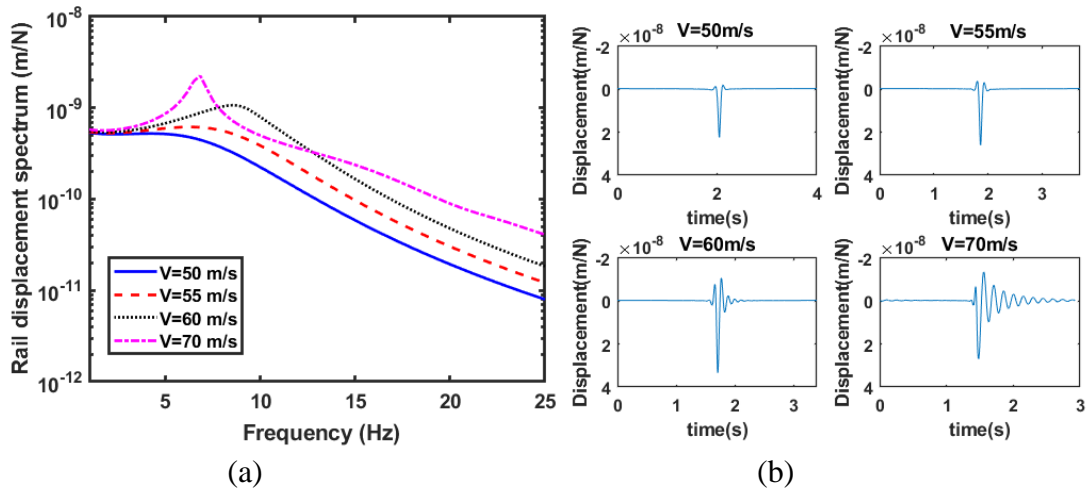 Rail displacement spectrum (m/N)
10^-8
10^-9
10^-10
10^-11
10^-12
V=50 m/s
V=55 m/s
V=60 m/s
V=70 m/s
5 10 15 20 25
Frequency (Hz)
(a)
×10^-8 V=50m/s
Displacement(m/N)
-2
0
2
4
0 2 4
time(s)
×10^-8 V=55m/s
Displacement(m/N)
-2
0
2
4
0 1 2 3
time(s)
×10^-8 V=60m/s
Displacement(m/N)
-2
0
2
4
0 1 2 3
time(s)
×10^-8 V=70m/s
Displacement(m/N)
-2
0
2
4
0 1 2 3
time(s)
(b)